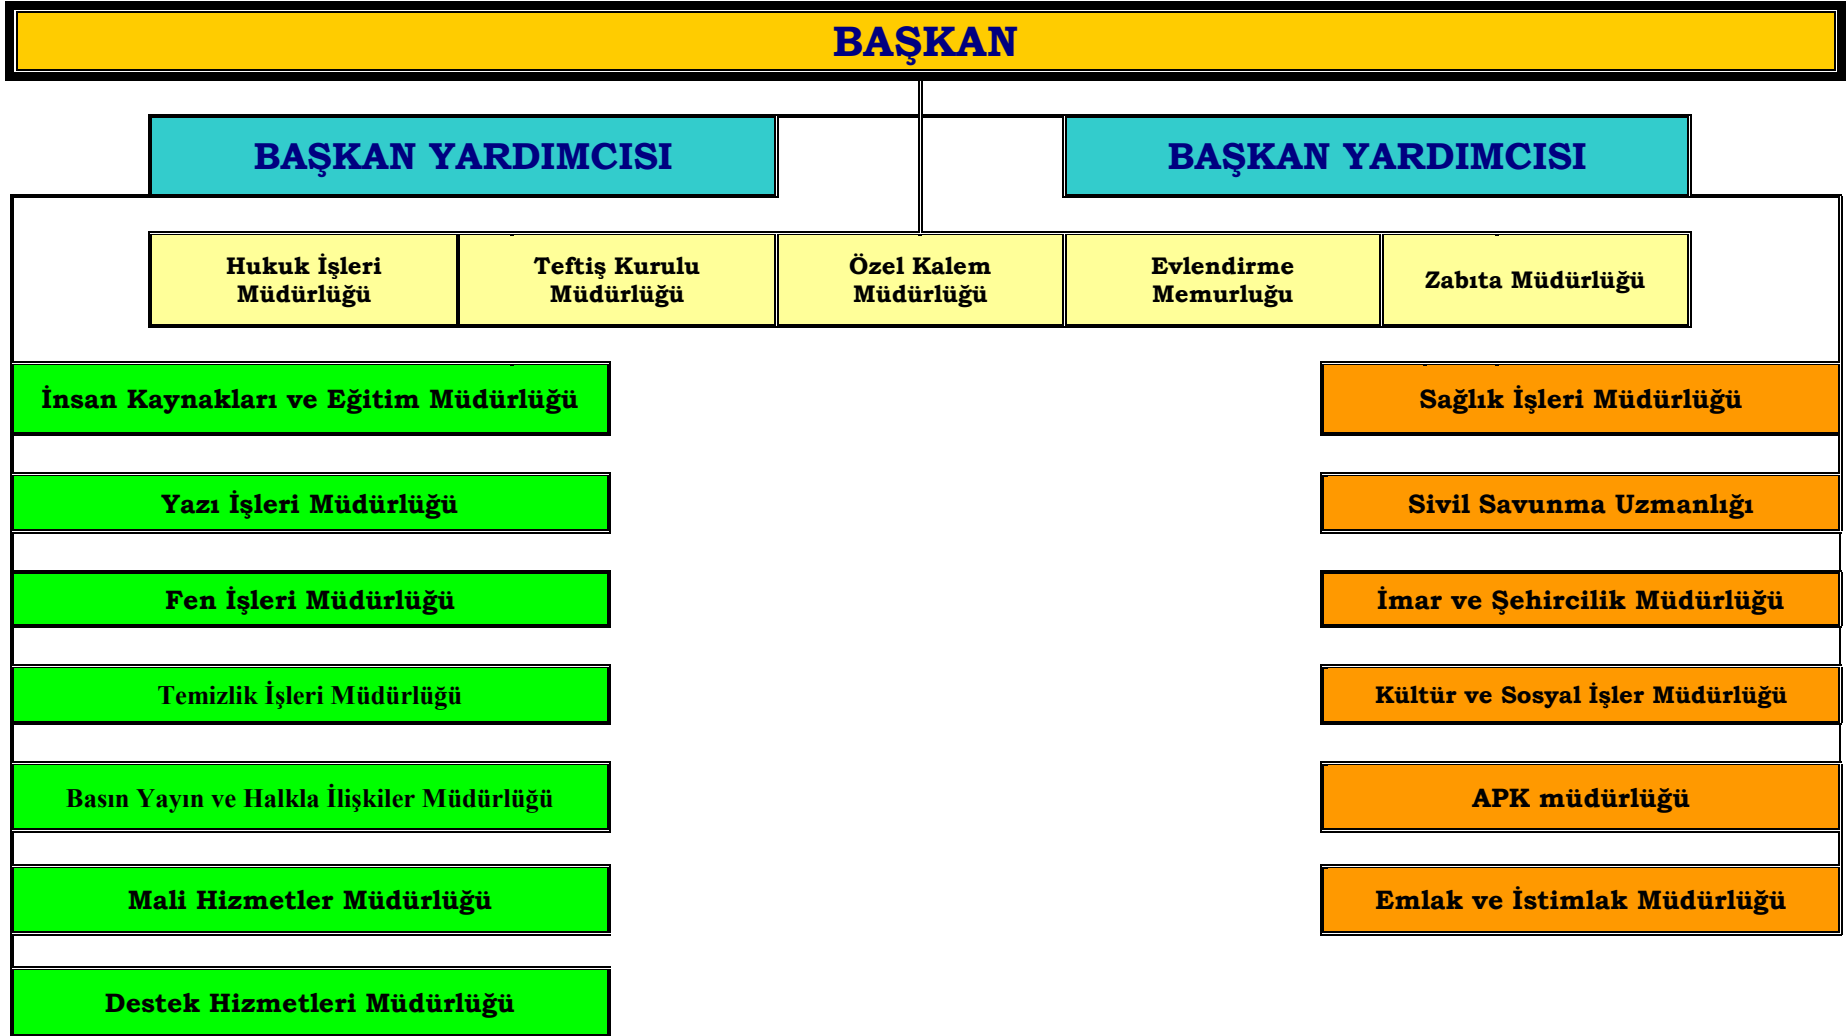 BAŞKAN
BAŞKAN YARDIMCISI
BAŞKAN YARDIMCISI
Hukuk İşleri
Müdürlüğü
Teftiş Kurulu
Müdürlüğü
Özel Kalem
Müdürlüğü
Evlendirme
Memurluğu
Zabıta Müdürlüğü
İnsan Kaynakları ve Eğitim Müdürlüğü
Sağlık İşleri Müdürlüğü
Yazı İşleri Müdürlüğü
Sivil Savunma Uzmanlığı
Fen İşleri Müdürlüğü
İmar ve Şehircilik Müdürlüğü
Temizlik İşleri Müdürlüğü
Kültür ve Sosyal İşler Müdürlüğü
Basın Yayın ve Halkla İlişkiler Müdürlüğü
APK müdürlüğü
Mali Hizmetler Müdürlüğü
Emlak ve İstimlak Müdürlüğü
Destek Hizmetleri Müdürlüğü